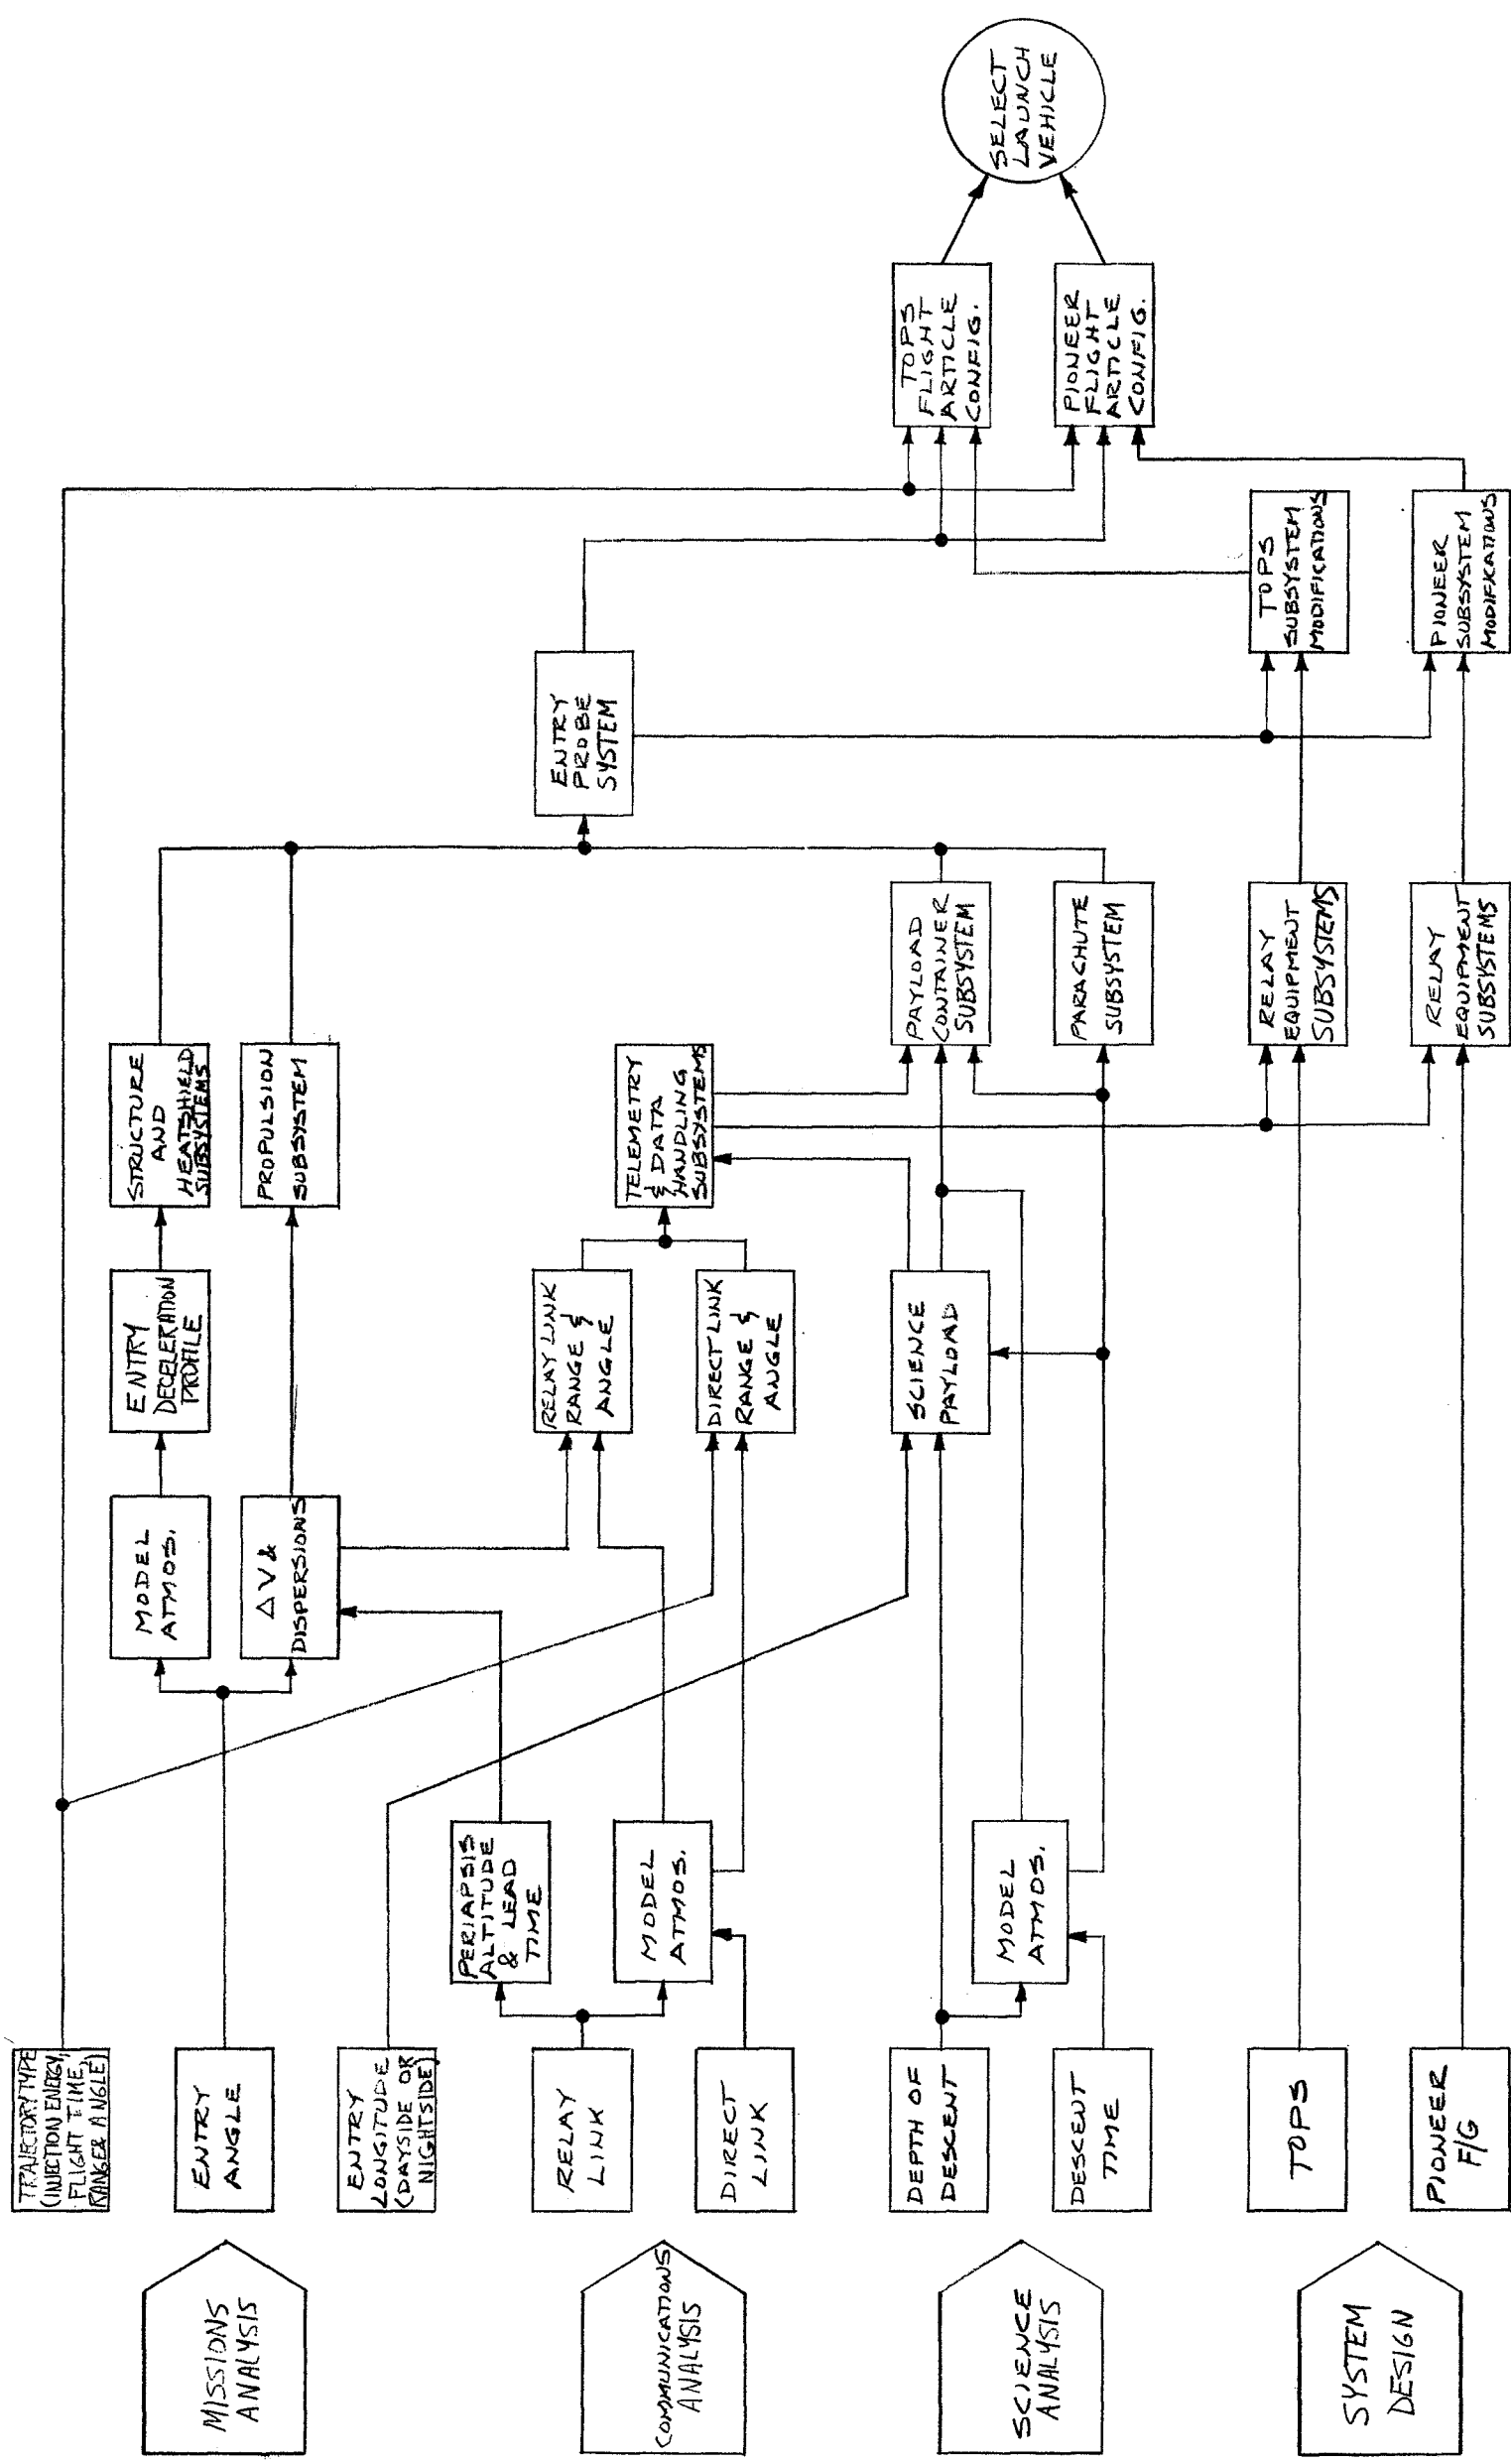 MISSIONS
ANALYSIS
TRAJECTORY TYPE
(INJECTION ENERGY,
FLIGHT TIME,
RANGER ANGLE)
ENTRY
ANGLE
ENTRY
LONGITUDE
(DAYSIDE OR
NIGHTSIDE)
MODEL
ATMOS.
ΔV &
DISPERSIONS
ENTRY
DECELERATION
PROFILE
STRUCTURE
AND
HEATSHIELD
SUBSYSTEMS
PROPULSION
SUBSYSTEM
COMMUNICATIONS
ANALYSIS
RELAY
LINK
DIRECT
LINK
PERIAPSIS
ALTITUDE
& LEAD
TIME
MODEL
ATMOS.
RELAY LINK
RANGE &
ANGLE
DIRECT LINK
RANGE &
ANGLE
TELEMETRY
& DATA
HANDLING
SUBSYSTEMS
ENTRY
PROBE
SYSTEM
SCIENCE
ANALYSIS
DEPTH OF
DESCENT
DESCENT
TIME
MODEL
ATMOS.
SCIENCE
PAYLOAD
PAYLOAD
CONTAINER
SUBSYSTEM
PARACHUTE
SUBSYSTEM
TOPS
FLIGHT
ARTICLE
CONFIG.
PIONEER
FLIGHT
ARTICLE
CONFIG.
SELECT
LAUNCH
VEHICLE
SYSTEM
DESIGN
TOPS
PIONEER
F/G
RELAY
EQUIPMENT
SUBSYSTEMS
RELAY
EQUIPMENT
SUBSYSTEMS
TOPS
SUBSYSTEM
MODIFICATIONS
PIONEER
SUBSYSTEM
MODIFICATIONS